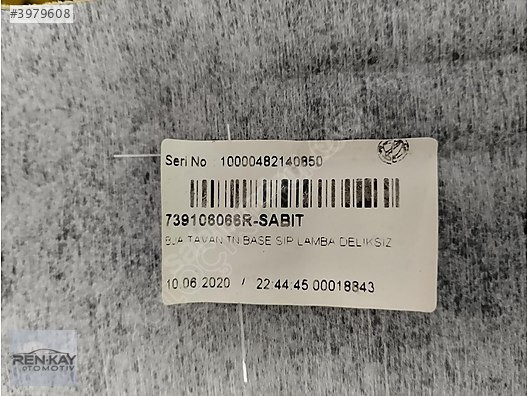 #3979608
Seri No 10000482140850
739106066R-SABIT
BJA TAVAN TN BASE SIP LAMBA DELIKSIZ
10.06.2020 / 22:44:45 00018843
REN-KAY
OTOMOTİV